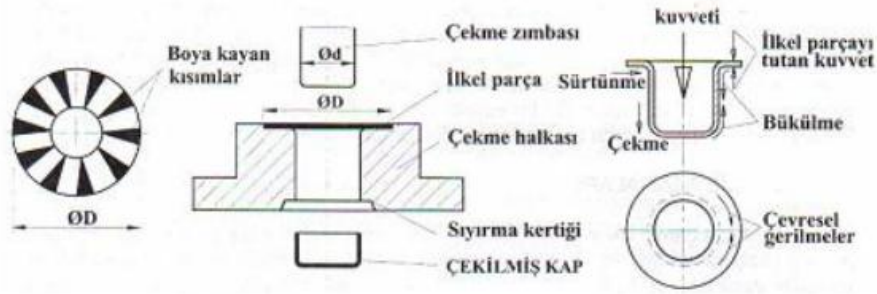 Boya kayan
kısımlar
ØD
Çekme zımbası
Ød
İlkel parça
ØD
Çekme halkası
Sıyırma kertiği
ÇEKİLMİŞ KAP
kuvveti
İlkel parçayı
tutan kuvvet
Sürtünme
Bükülme
Çekme
Çevresel
gerilmeler